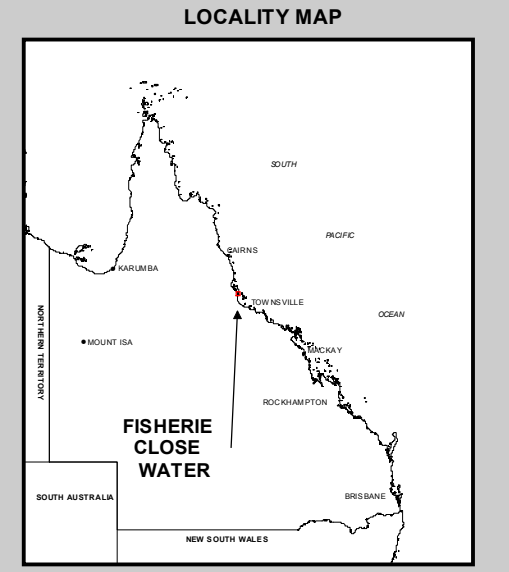 LOCALITY MAP
SOUTH
PACIFIC
CAIRNS
KARUMBA
TOWNSVILLE
OCEAN
NORTHERN TERRITORY
MOUNT ISA
MACKAY
ROCKHAMPTON
FISHERIE
CLOSE
WATER
SOUTH AUSTRALIA
BRISBANE
NEW SOUTH WALES